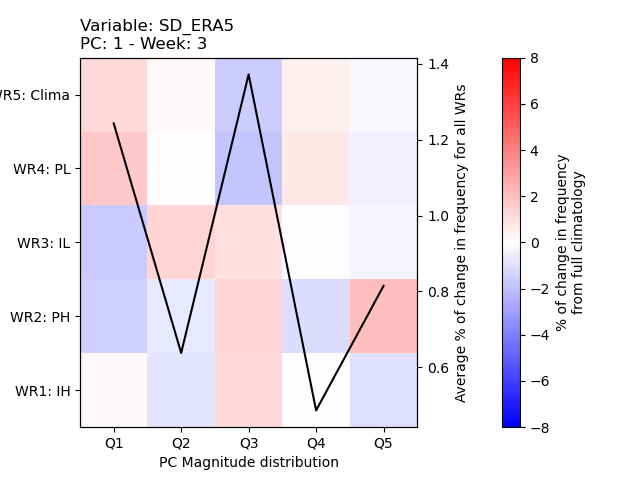 Variable: SD_ERA5
PC: 1 - Week: 3
WR5: Clima
WR4: PL
WR3: IL
WR2: PH
WR1: IH
Q1 Q2 Q3 Q4 Q5
PC Magnitude distribution
1.4
1.2
1.0
0.8
0.6
Average % of change in frequency for all WRs
8
6
4
2
0
−2
−4
−6
−8
% of change in frequency
from full climatology